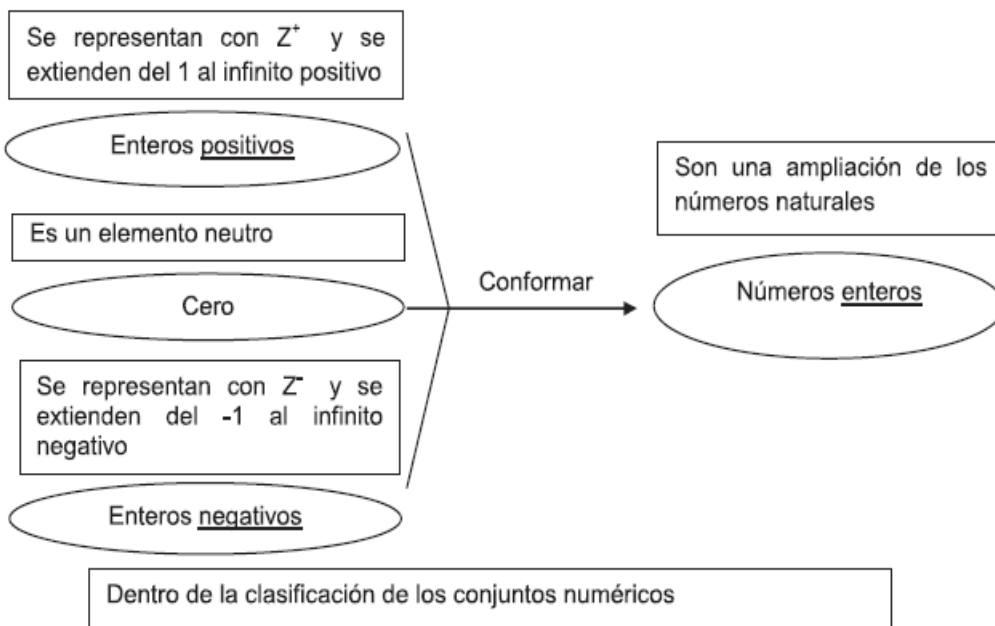 Se representan con Z⁺ y se
extienden del 1 al infinito positivo
Enteros positivos
Es un elemento neutro
Cero
Se representan con Z⁻ y se
extienden del -1 al infinito
negativo
Enteros negativos
Conformar
Son una ampliación de los
números naturales
Números enteros
Dentro de la clasificación de los conjuntos numéricos